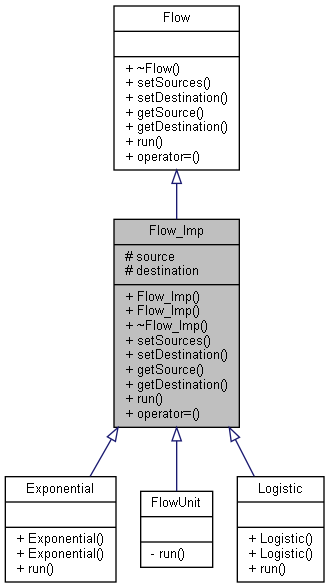 Flow
+ ~Flow()
+ setSources()
+ setDestination()
+ getSource()
+ getDestination()
+ run()
+ operator=()
Flow_Imp
# source
# destination
+ Flow_Imp()
+ Flow_Imp()
+ ~Flow_Imp()
+ setSources()
+ setDestination()
+ getSource()
+ getDestination()
+ run()
+ operator=()
Exponential
+ Exponential()
+ Exponential()
+ run()
FlowUnit
- run()
Logistic
+ Logistic()
+ Logistic()
+ run()